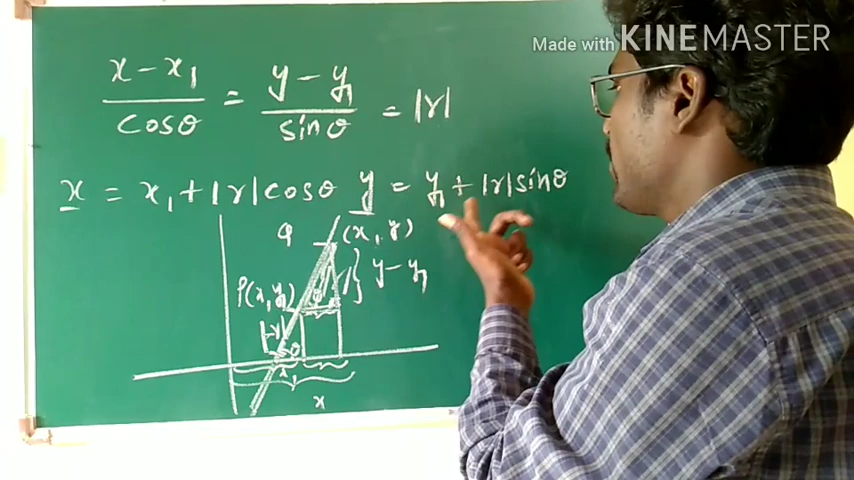 Made with KINEMASTER
x - x₁ / cosθ = y - y₁ / sinθ = |r|
x = x₁ + |r| cosθ y = y₁ + |r| sinθ
Q (x, y)
P(x, y₁) |r| } y - y₁
θ
x₁
x